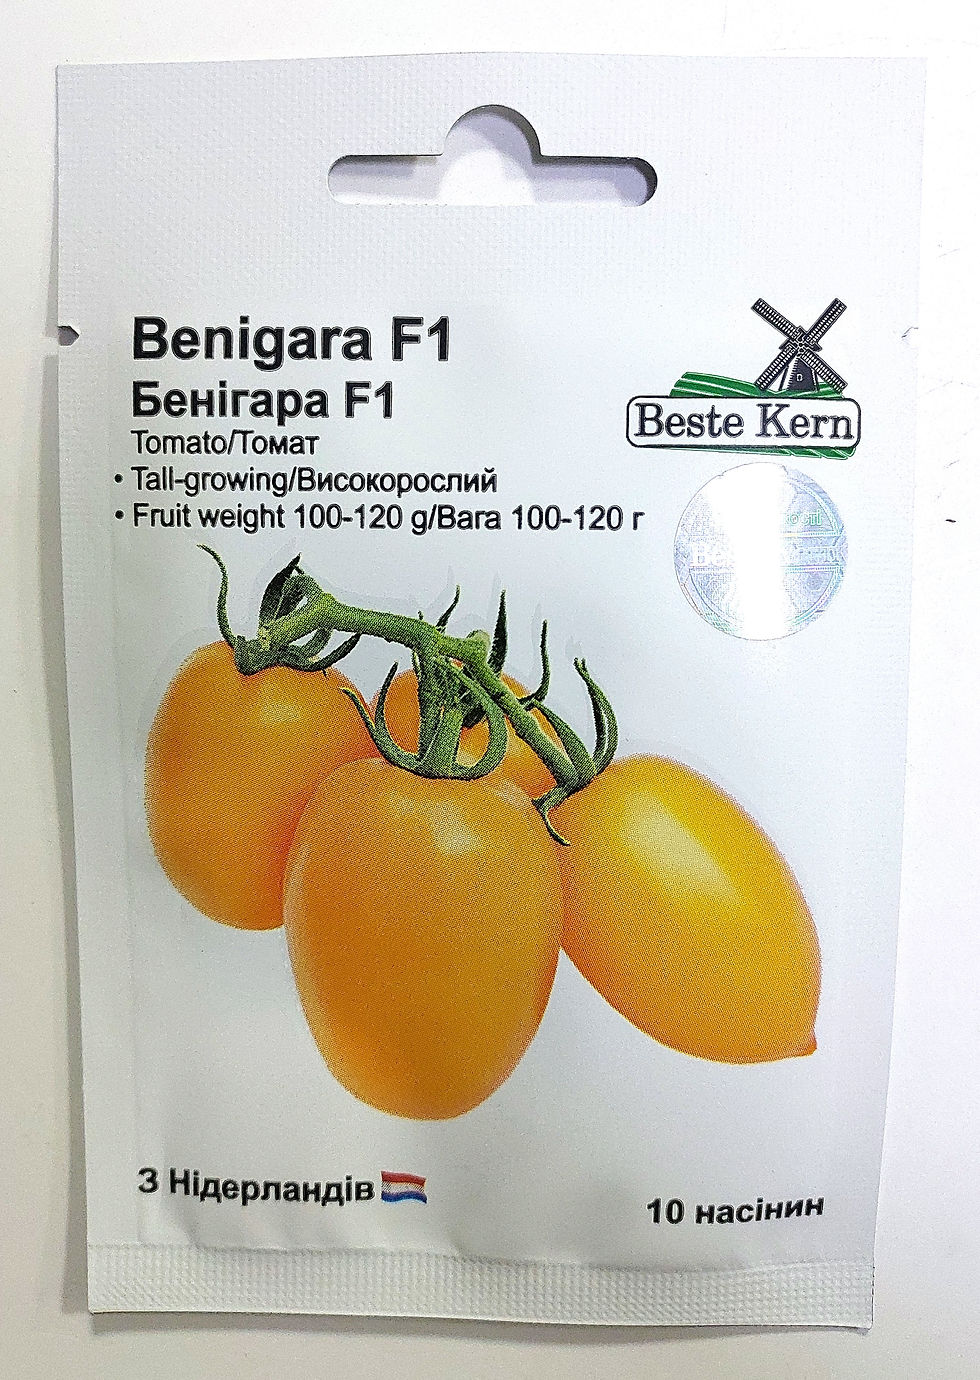 Benigara F1
Бенігара F1
Tomato/Томат
• Tall-growing/Високорослий
• Fruit weight 100-120 g/Вага 100-120 г
Beste Kern
З Нідерландів
10 насінин